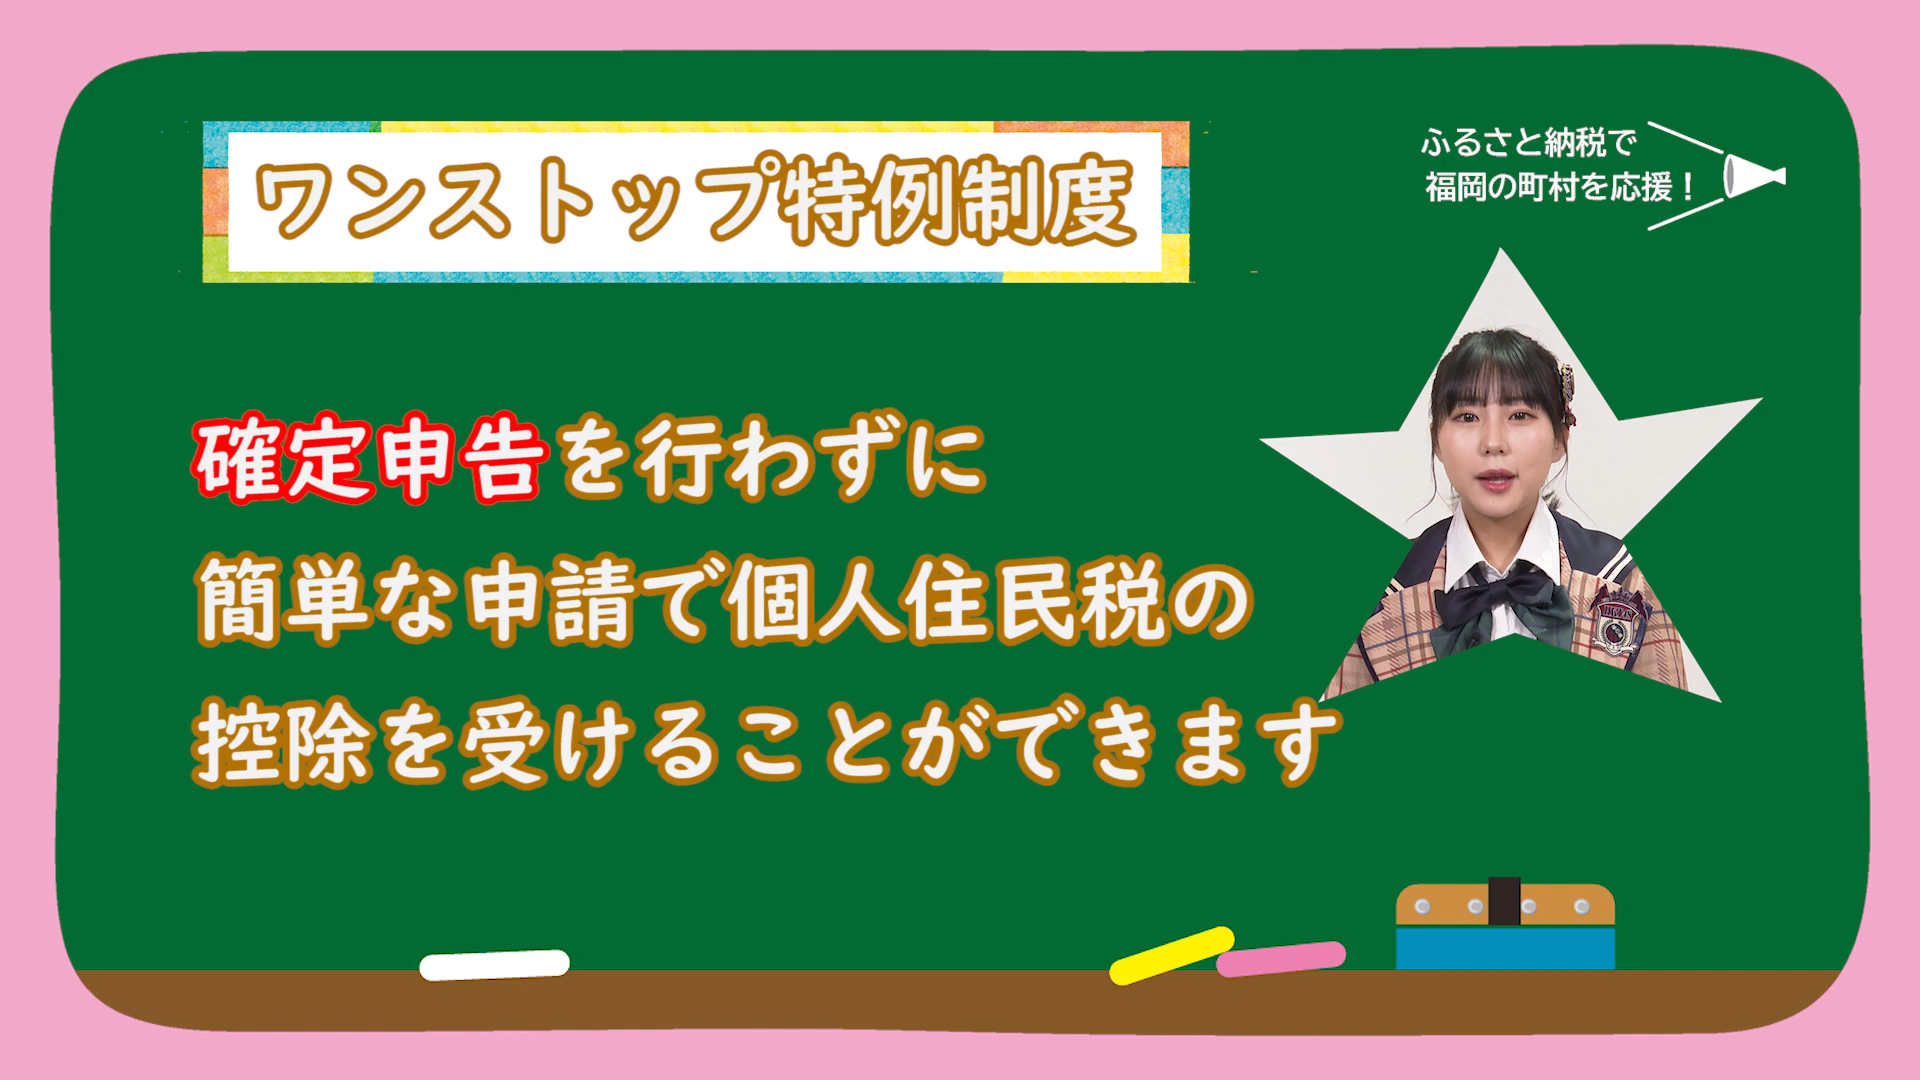 ワンストップ特例制度
ふるさと納税で
福岡の町村を応援！
確定申告を行わずに
簡単な申請で個人住民税の
控除を受けることができます